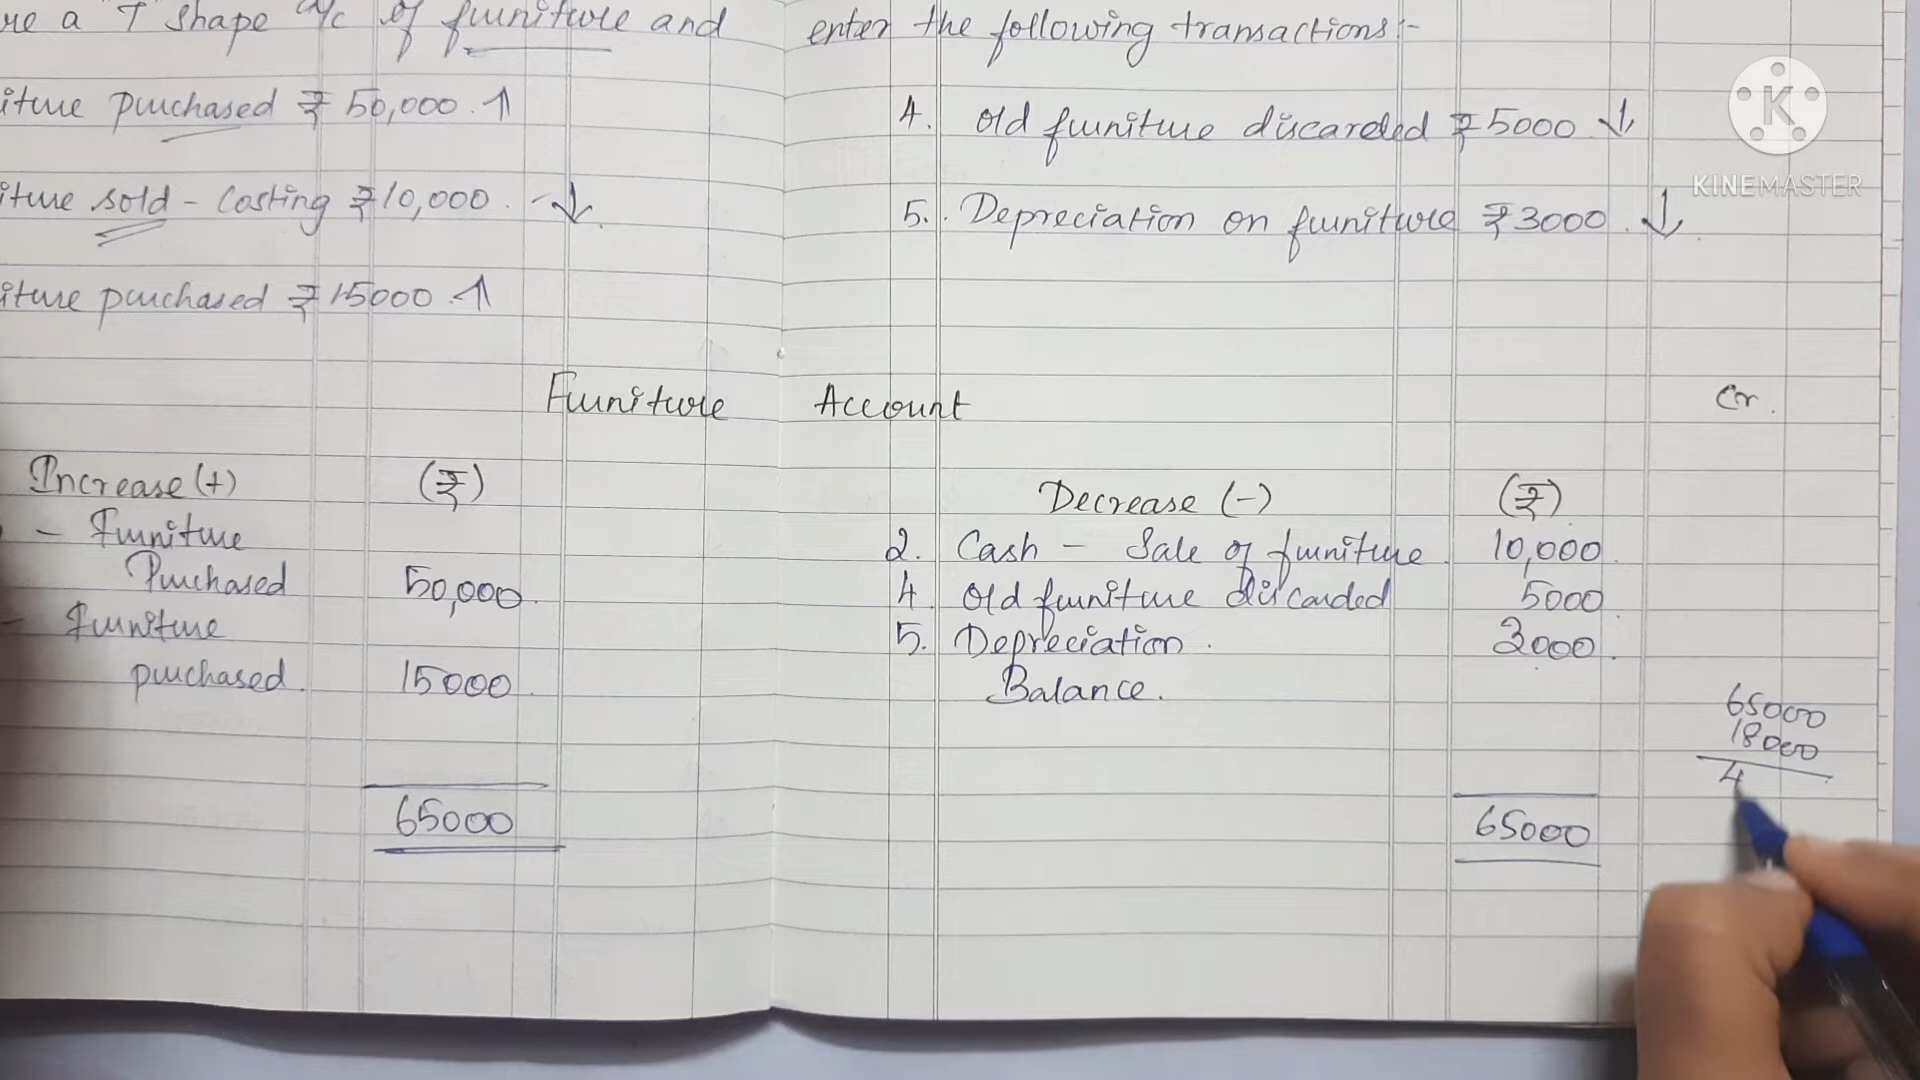 re a "T" shape a/c of furniture and enter the following transactions:-
iture purchased ₹ 50,000. ↑
4. Old furniture discarded ₹ 5000 ↓
K
KINEMASTER
iture sold - Costing ₹ 10,000. - ↓
5. Depreciation on furniture ₹ 3000. ↓
iture purchased ₹ 15000. ↑
Furniture Account
Cr.
Increase (+) (₹)
- Furniture
Purchased 50,000.
- Furniture
purchased. 15000.
65000
Decrease (-) (₹)
2. Cash - Sale of furniture. 10,000.
4. Old furniture discarded 5000.
5. Depreciation. 3000.
Balance.
65000
65000
18000
4